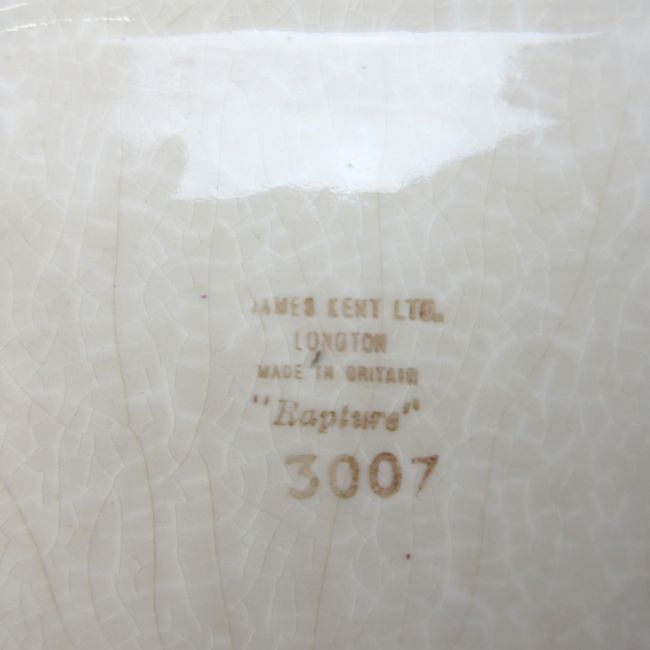 JAMES KENT LTD.
LONGTON
MADE IN BRITAIN
"Rapture"
3007